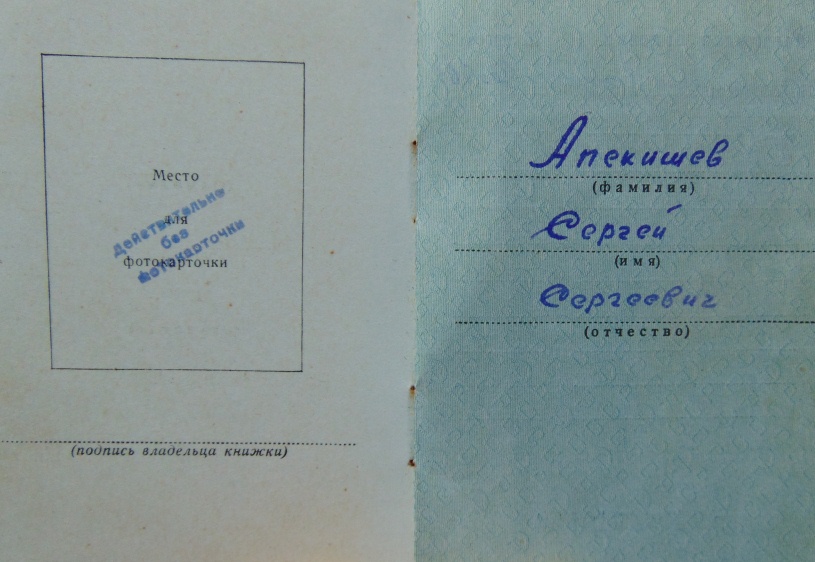 Место
для
фотокарточки
действительно
без
фотокарточки
(подпись владельца книжки)
Апекишев
(фамилия)
Сергей
(имя)
Сергеевич
(отчество)